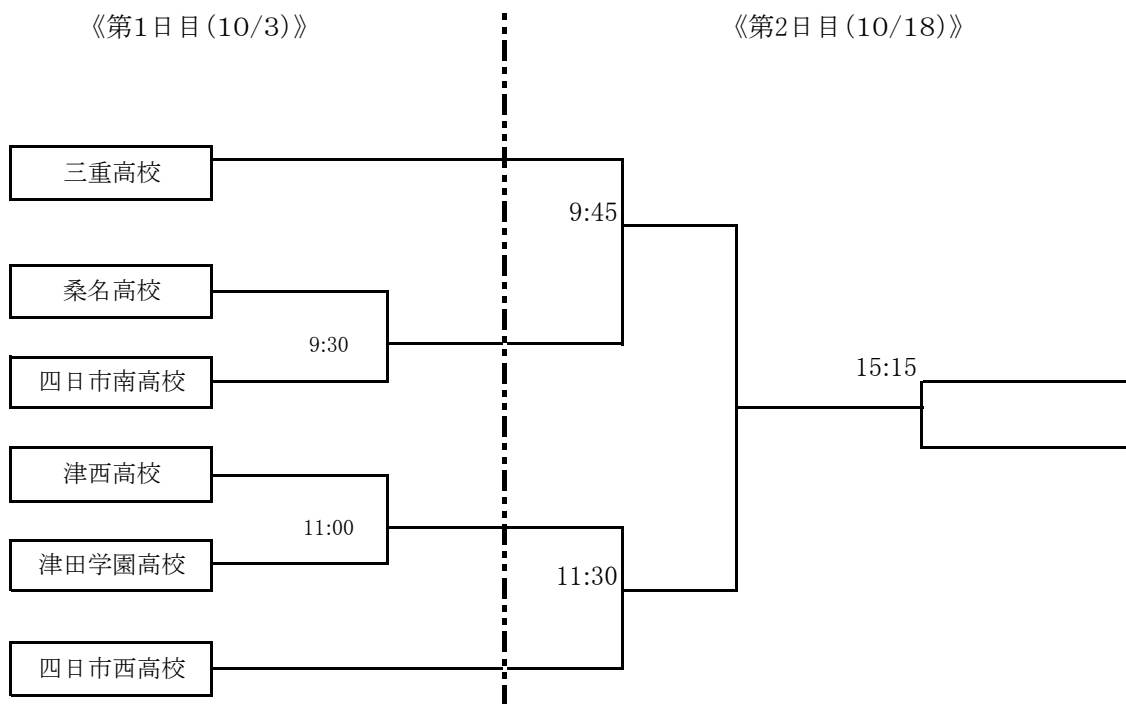 《第1日目(10/3)》
《第2日目(10/18)》
三重高校
9:45
桑名高校
9:30
四日市南高校
15:15
津西高校
11:00
津田学園高校
11:30
四日市西高校